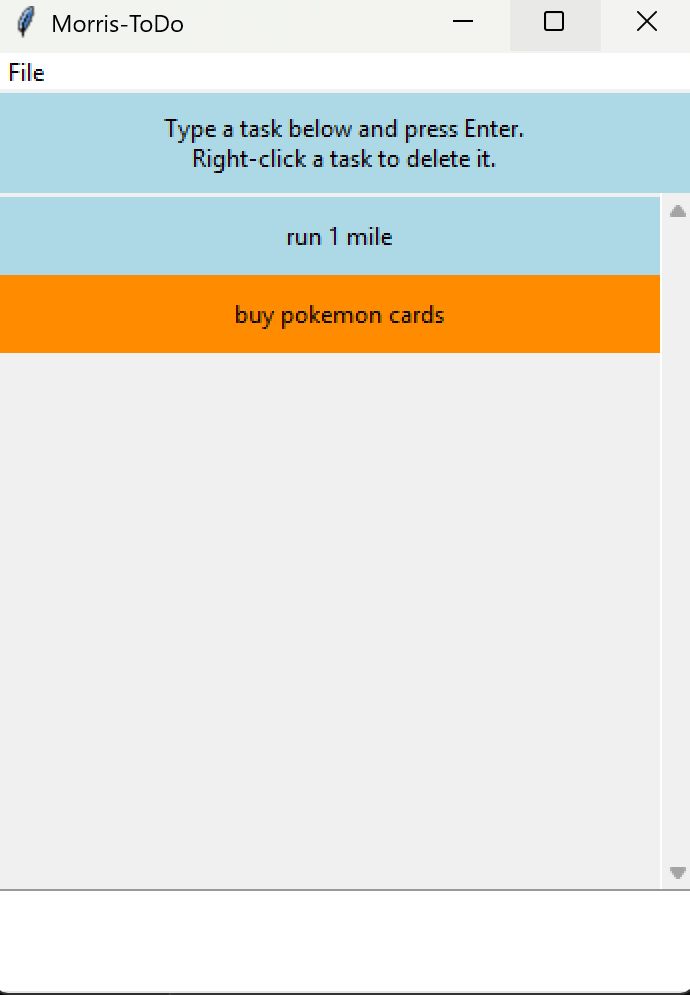 Morris-ToDo
File
Type a task below and press Enter.
Right-click a task to delete it.
run 1 mile
buy pokemon cards